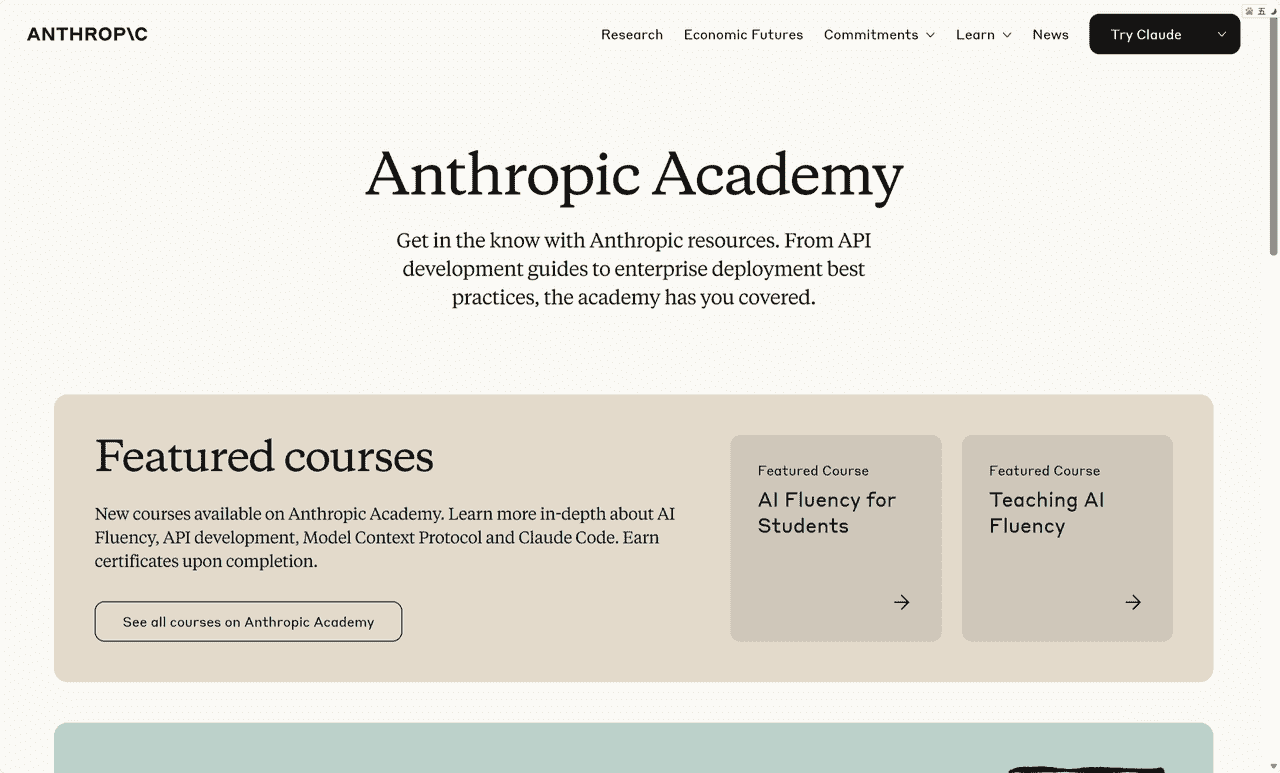 ANTHROP\C
Research Economic Futures Commitments Learn News Try Claude
Anthropic Academy
Get in the know with Anthropic resources. From API
development guides to enterprise deployment best
practices, the academy has you covered.
Featured courses
New courses available on Anthropic Academy. Learn more in-depth about AI
Fluency, API development, Model Context Protocol and Claude Code. Earn
certificates upon completion.
See all courses on Anthropic Academy
Featured Course
AI Fluency for
Students
Featured Course
Teaching AI
Fluency